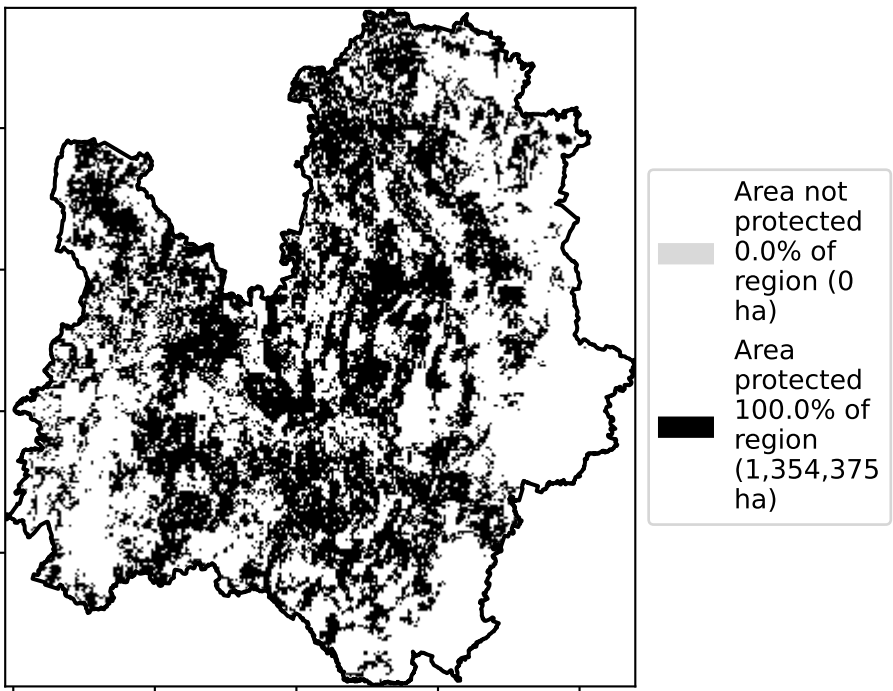 Area not
protected
0.0% of
region (0
ha)
Area
protected
100.0% of
region
(1,354,375
ha)